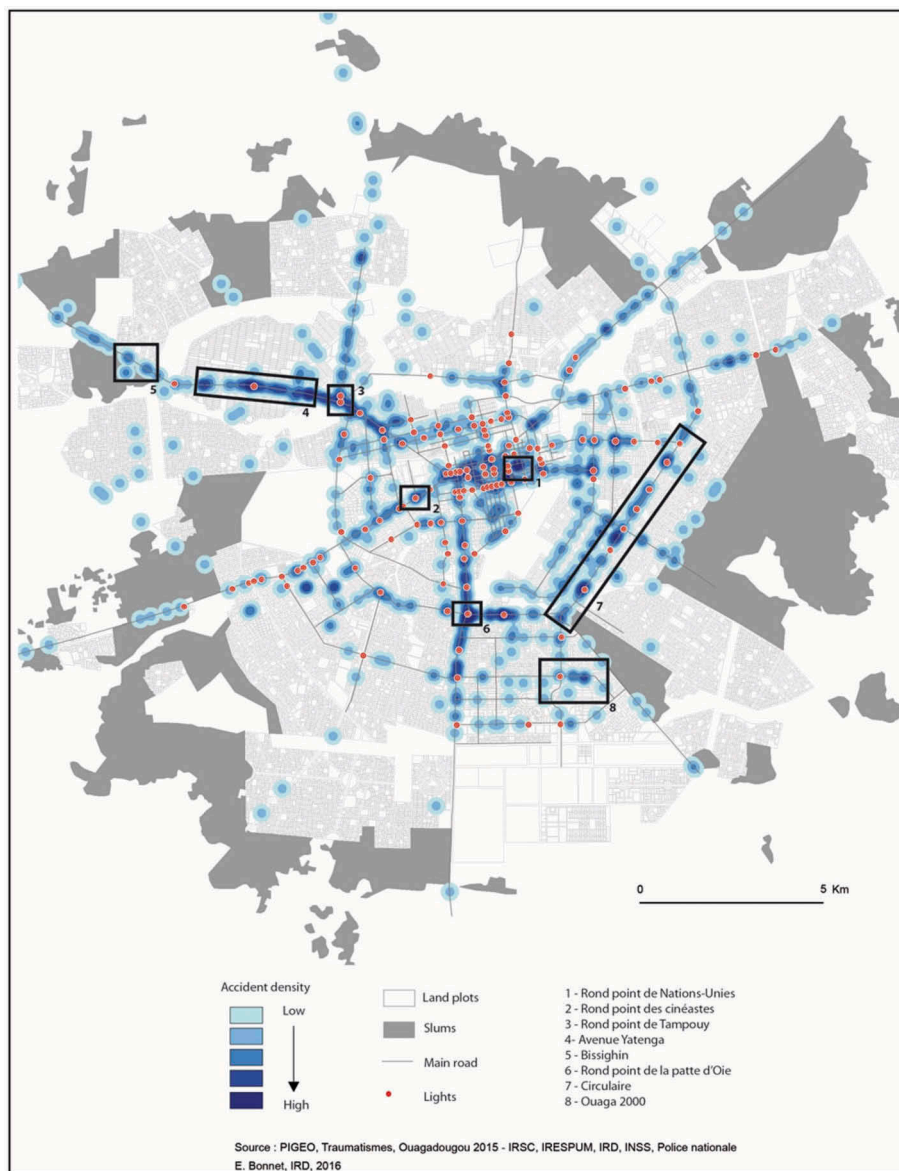 3
5
4
1
2
7
6
8
0 5 Km
Accident density
Low
High
Land plots
Slums
Main road
Lights
1 - Rond point de Nations-Unies
2 - Rond point des cinéastes
3 - Rond point de Tampouy
4- Avenue Yatenga
5 - Bissighin
6 - Rond point de la patte d'Oie
7 - Circulaire
8 - Ouaga 2000
Source : PIGEO, Traumatismes, Ouagadougou 2015 - IRSC, IRESPUM, IRD, INSS, Police nationale
E. Bonnet, IRD, 2016